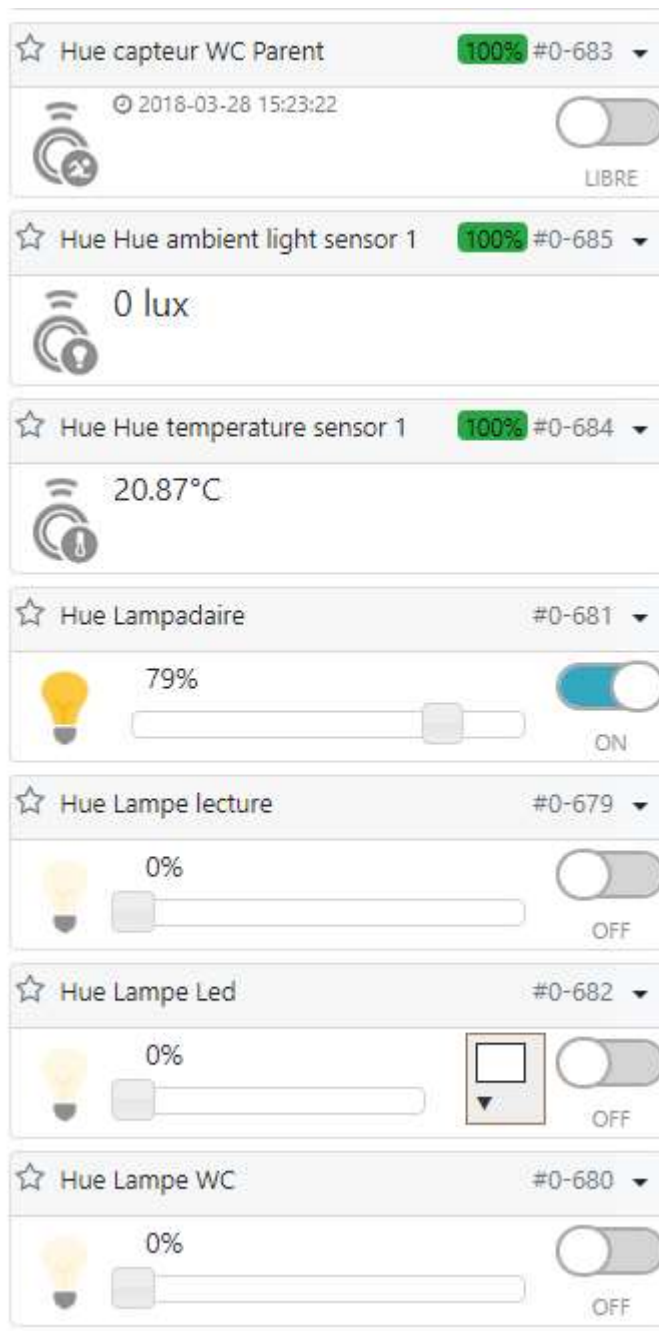 Hue capteur WC Parent 100% #0-683
2018-03-28 15:23:22
LIBRE
Hue Hue ambient light sensor 1 100% #0-685
0 lux
Hue Hue temperature sensor 1 100% #0-684
20.87°C
Hue Lampadaire #0-681
79%
ON
Hue Lampe lecture #0-679
0%
OFF
Hue Lampe Led #0-682
0%
OFF
Hue Lampe WC #0-680
0%
OFF